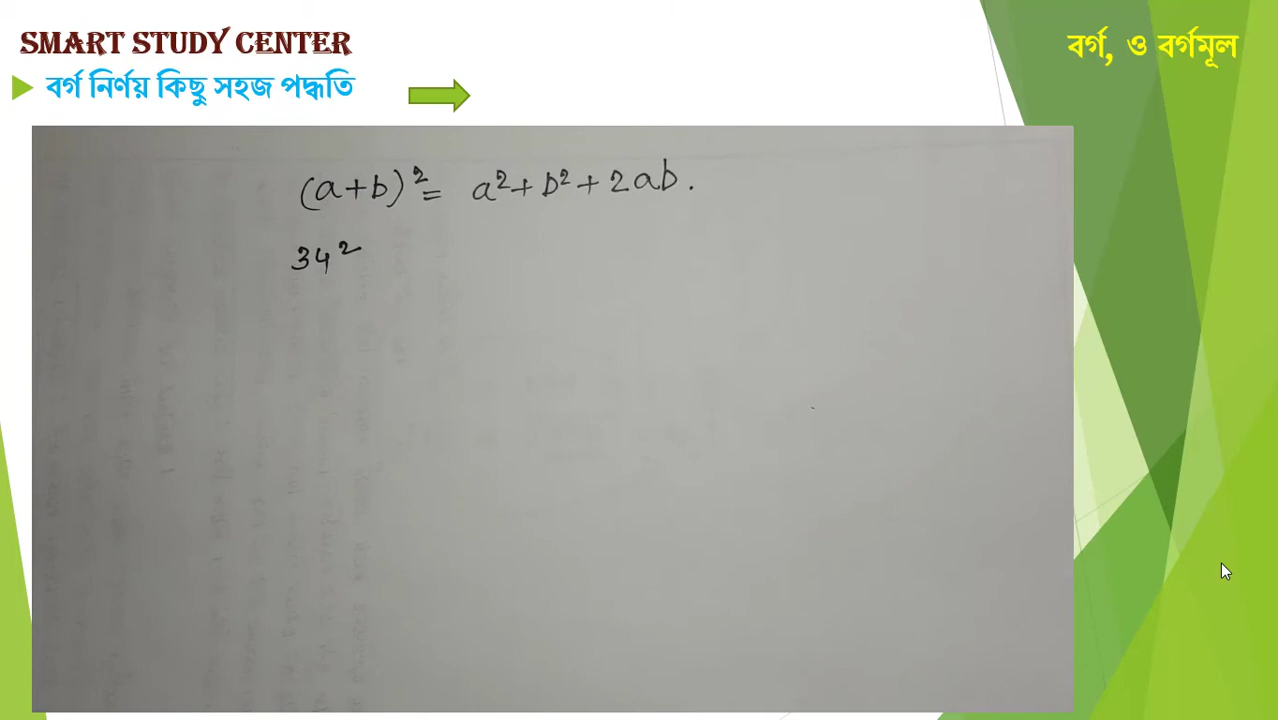 SMART STUDY CENTER
বর্গ, ও বর্গমূল
বর্গ নির্ণয় কিছু সহজ পদ্ধতি
(a+b)² = a² + b² + 2ab.
34²